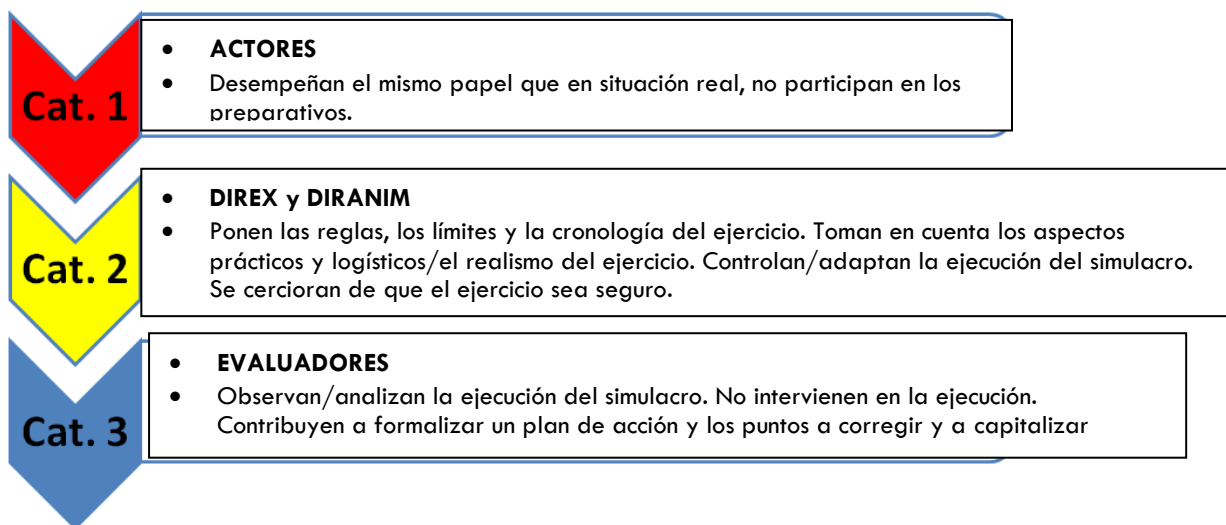 Cat. 1
• ACTORES
• Desempeñan el mismo papel que en situación real, no participan en los
preparativos.
Cat. 2
• DIREX y DIRANIM
• Ponen las reglas, los límites y la cronología del ejercicio. Toman en cuenta los aspectos
prácticos y logísticos/el realismo del ejercicio. Controlan/adaptan la ejecución del simulacro.
Se cercioran de que el ejercicio sea seguro.
Cat. 3
• EVALUADORES
• Observan/analizan la ejecución del simulacro. No intervienen en la ejecución.
Contribuyen a formalizar un plan de acción y los puntos a corregir y a capitalizar